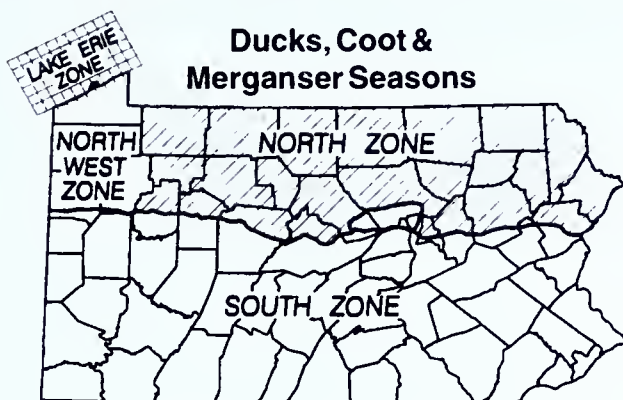 Ducks, Coot &
Merganser Seasons
LAKE ERIE
ZONE
NORTH
WEST
ZONE
NORTH ZONE
SOUTH ZONE